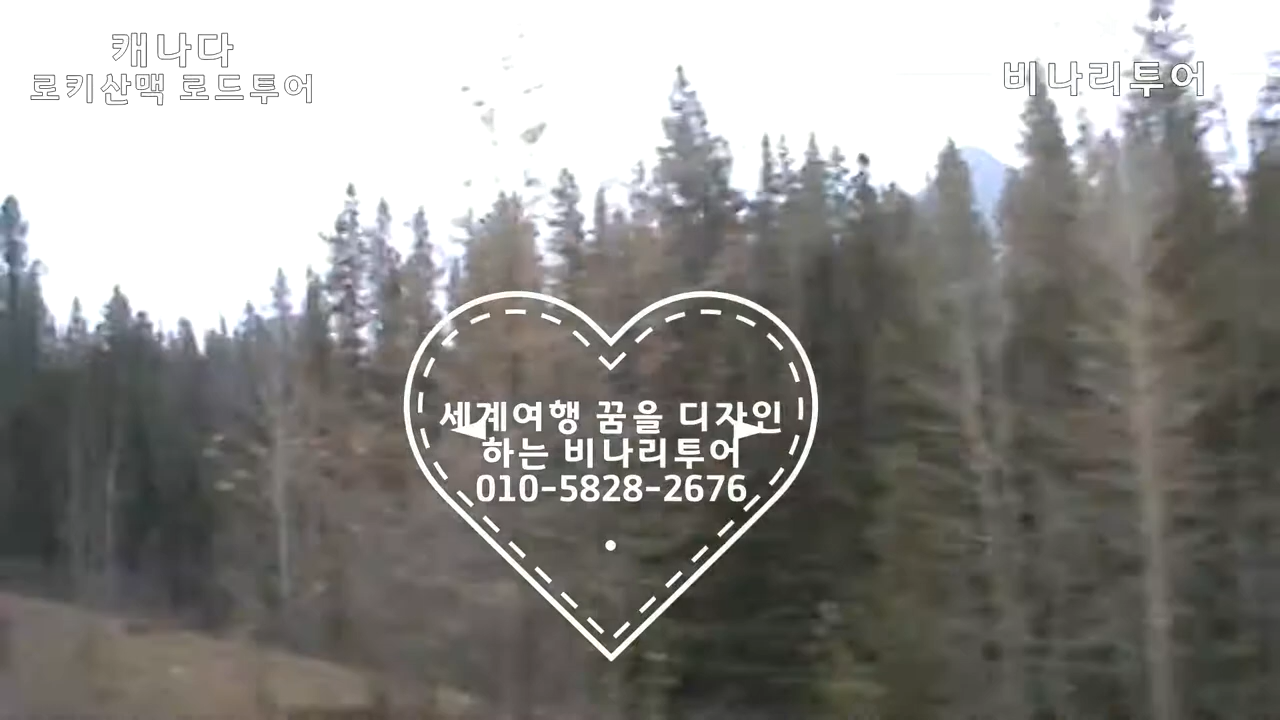 캐나다
로키산맥 로드투어
비나리투어
세계여행 꿈을 디자인
하는 비나리투어
010-5828-2676